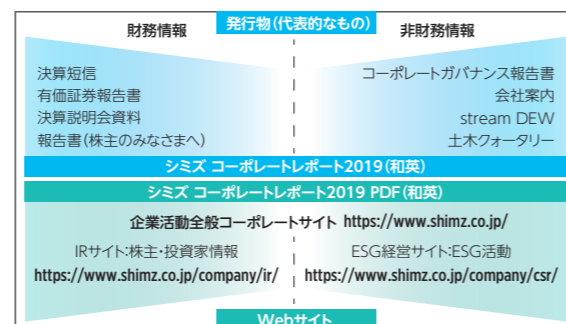 発行物(代表的なもの)
財務情報
非財務情報
決算短信
有価証券報告書
決算説明会資料
報告書(株主のみなさまへ)
コーポレートガバナンス報告書
会社案内
stream DEW
土木クォータリー
シミズ コーポレートレポート2019(和英)
シミズ コーポレートレポート2019 PDF(和英)
企業活動全般コーポレートサイト https://www.shimz.co.jp/
IRサイト:株主・投資家情報
https://www.shimz.co.jp/company/ir/
ESG経営サイト:ESG活動
https://www.shimz.co.jp/company/csr/
Webサイト